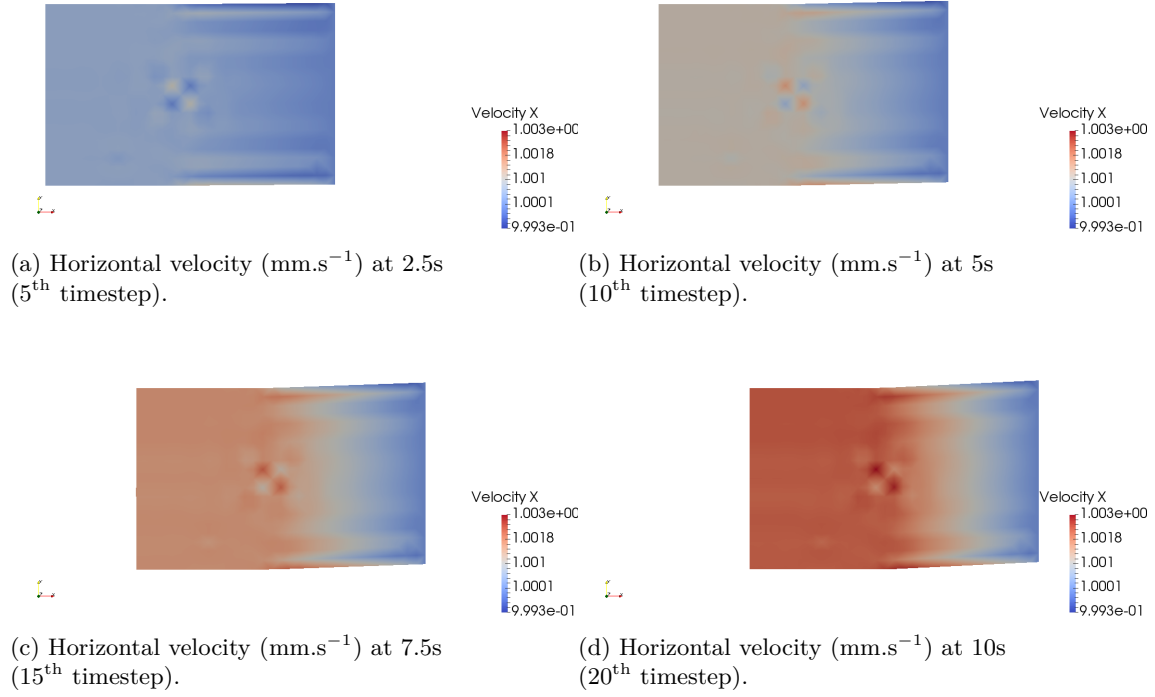 Velocity X
1.003e+00
1.0018
1.001
1.0001
9.993e-01
(a) Horizontal velocity (mm.s⁻¹) at 2.5s
(5ᵗʰ timestep).
Velocity X
1.003e+00
1.0018
1.001
1.0001
9.993e-01
(b) Horizontal velocity (mm.s⁻¹) at 5s
(10ᵗʰ timestep).
Velocity X
1.003e+00
1.0018
1.001
1.0001
9.993e-01
(c) Horizontal velocity (mm.s⁻¹) at 7.5s
(15ᵗʰ timestep).
Velocity X
1.003e+00
1.0018
1.001
1.0001
9.993e-01
(d) Horizontal velocity (mm.s⁻¹) at 10s
(20ᵗʰ timestep).